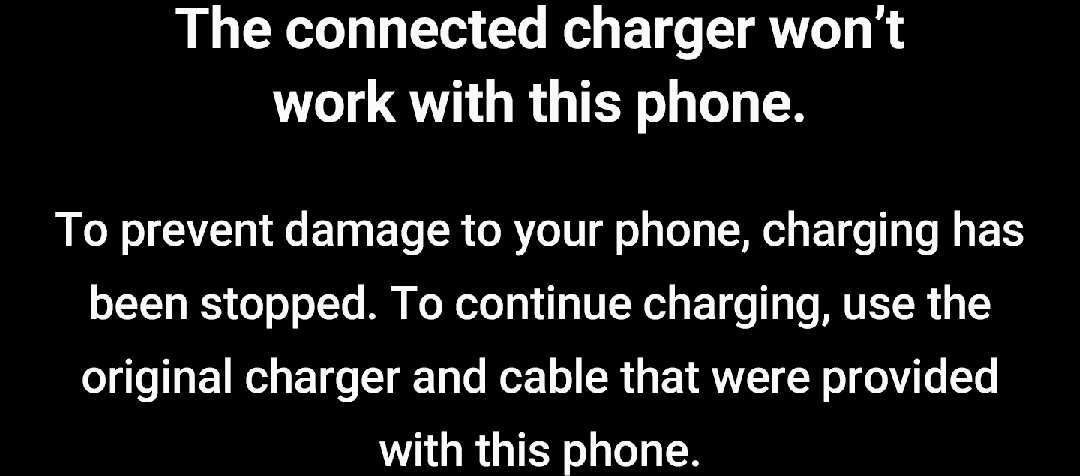 The connected charger won’t
work with this phone.
To prevent damage to your phone, charging has
been stopped. To continue charging, use the
original charger and cable that were provided
with this phone.